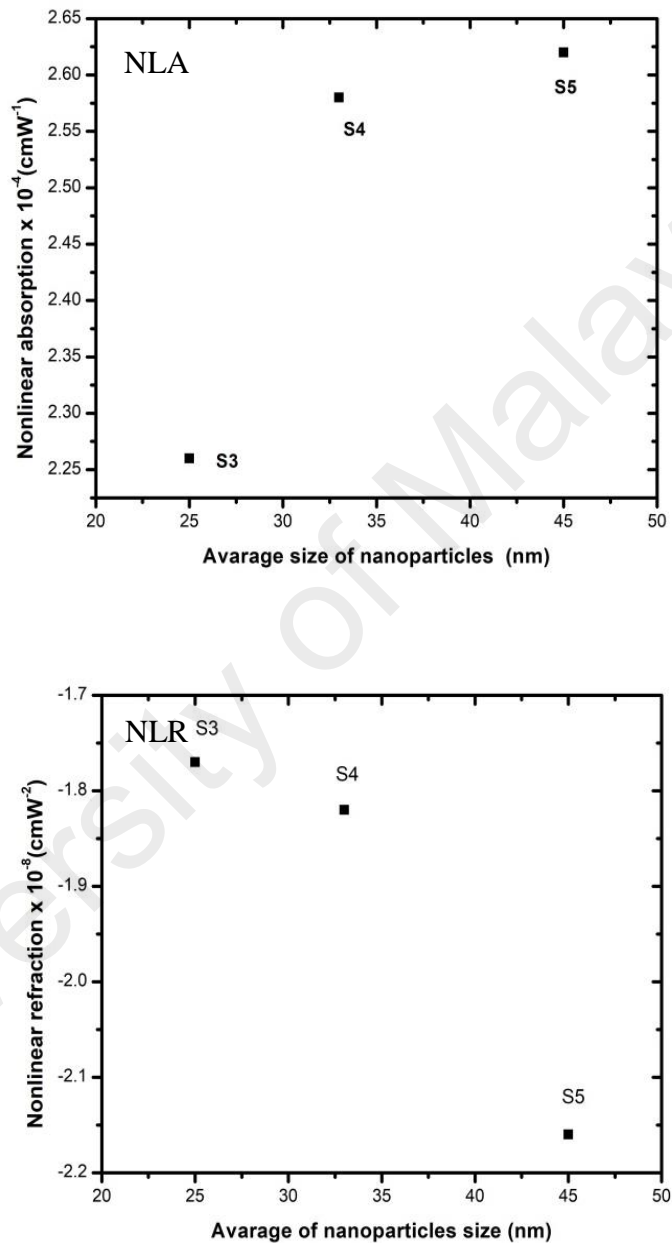 2.65
NLA
2.60
S5
S4
2.55
2.50
2.45
2.40
2.35
2.30
S3
2.25
20 25 30 35 40 45 50
Nonlinear absorption x 10⁻⁴(cmW⁻¹)
Avarage size of nanoparticles (nm)
-1.7
NLR S3
S4
-1.8
-1.9
-2.0
-2.1
S5
-2.2
20 25 30 35 40 45 50
Nonlinear refraction x 10⁻⁸(cmW⁻²)
Avarage of nanoparticles size (nm)
versity of Malay